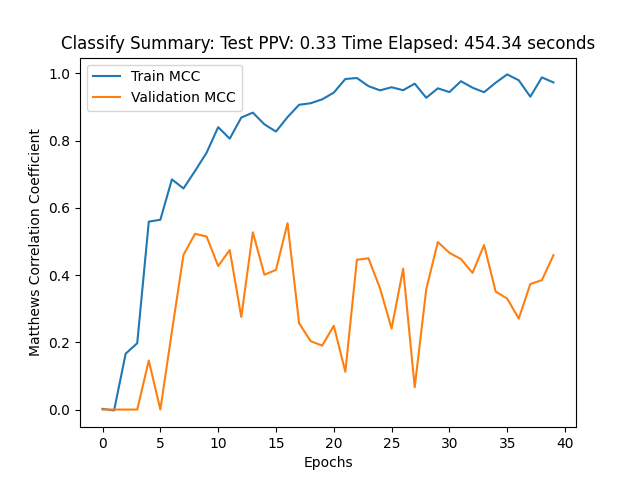 Classify Summary: Test PPV: 0.33 Time Elapsed: 454.34 seconds
Train MCC
Validation MCC
Matthews Correlation Coefficient
1.0
0.8
0.6
0.4
0.2
0.0
0 5 10 15 20 25 30 35 40
Epochs